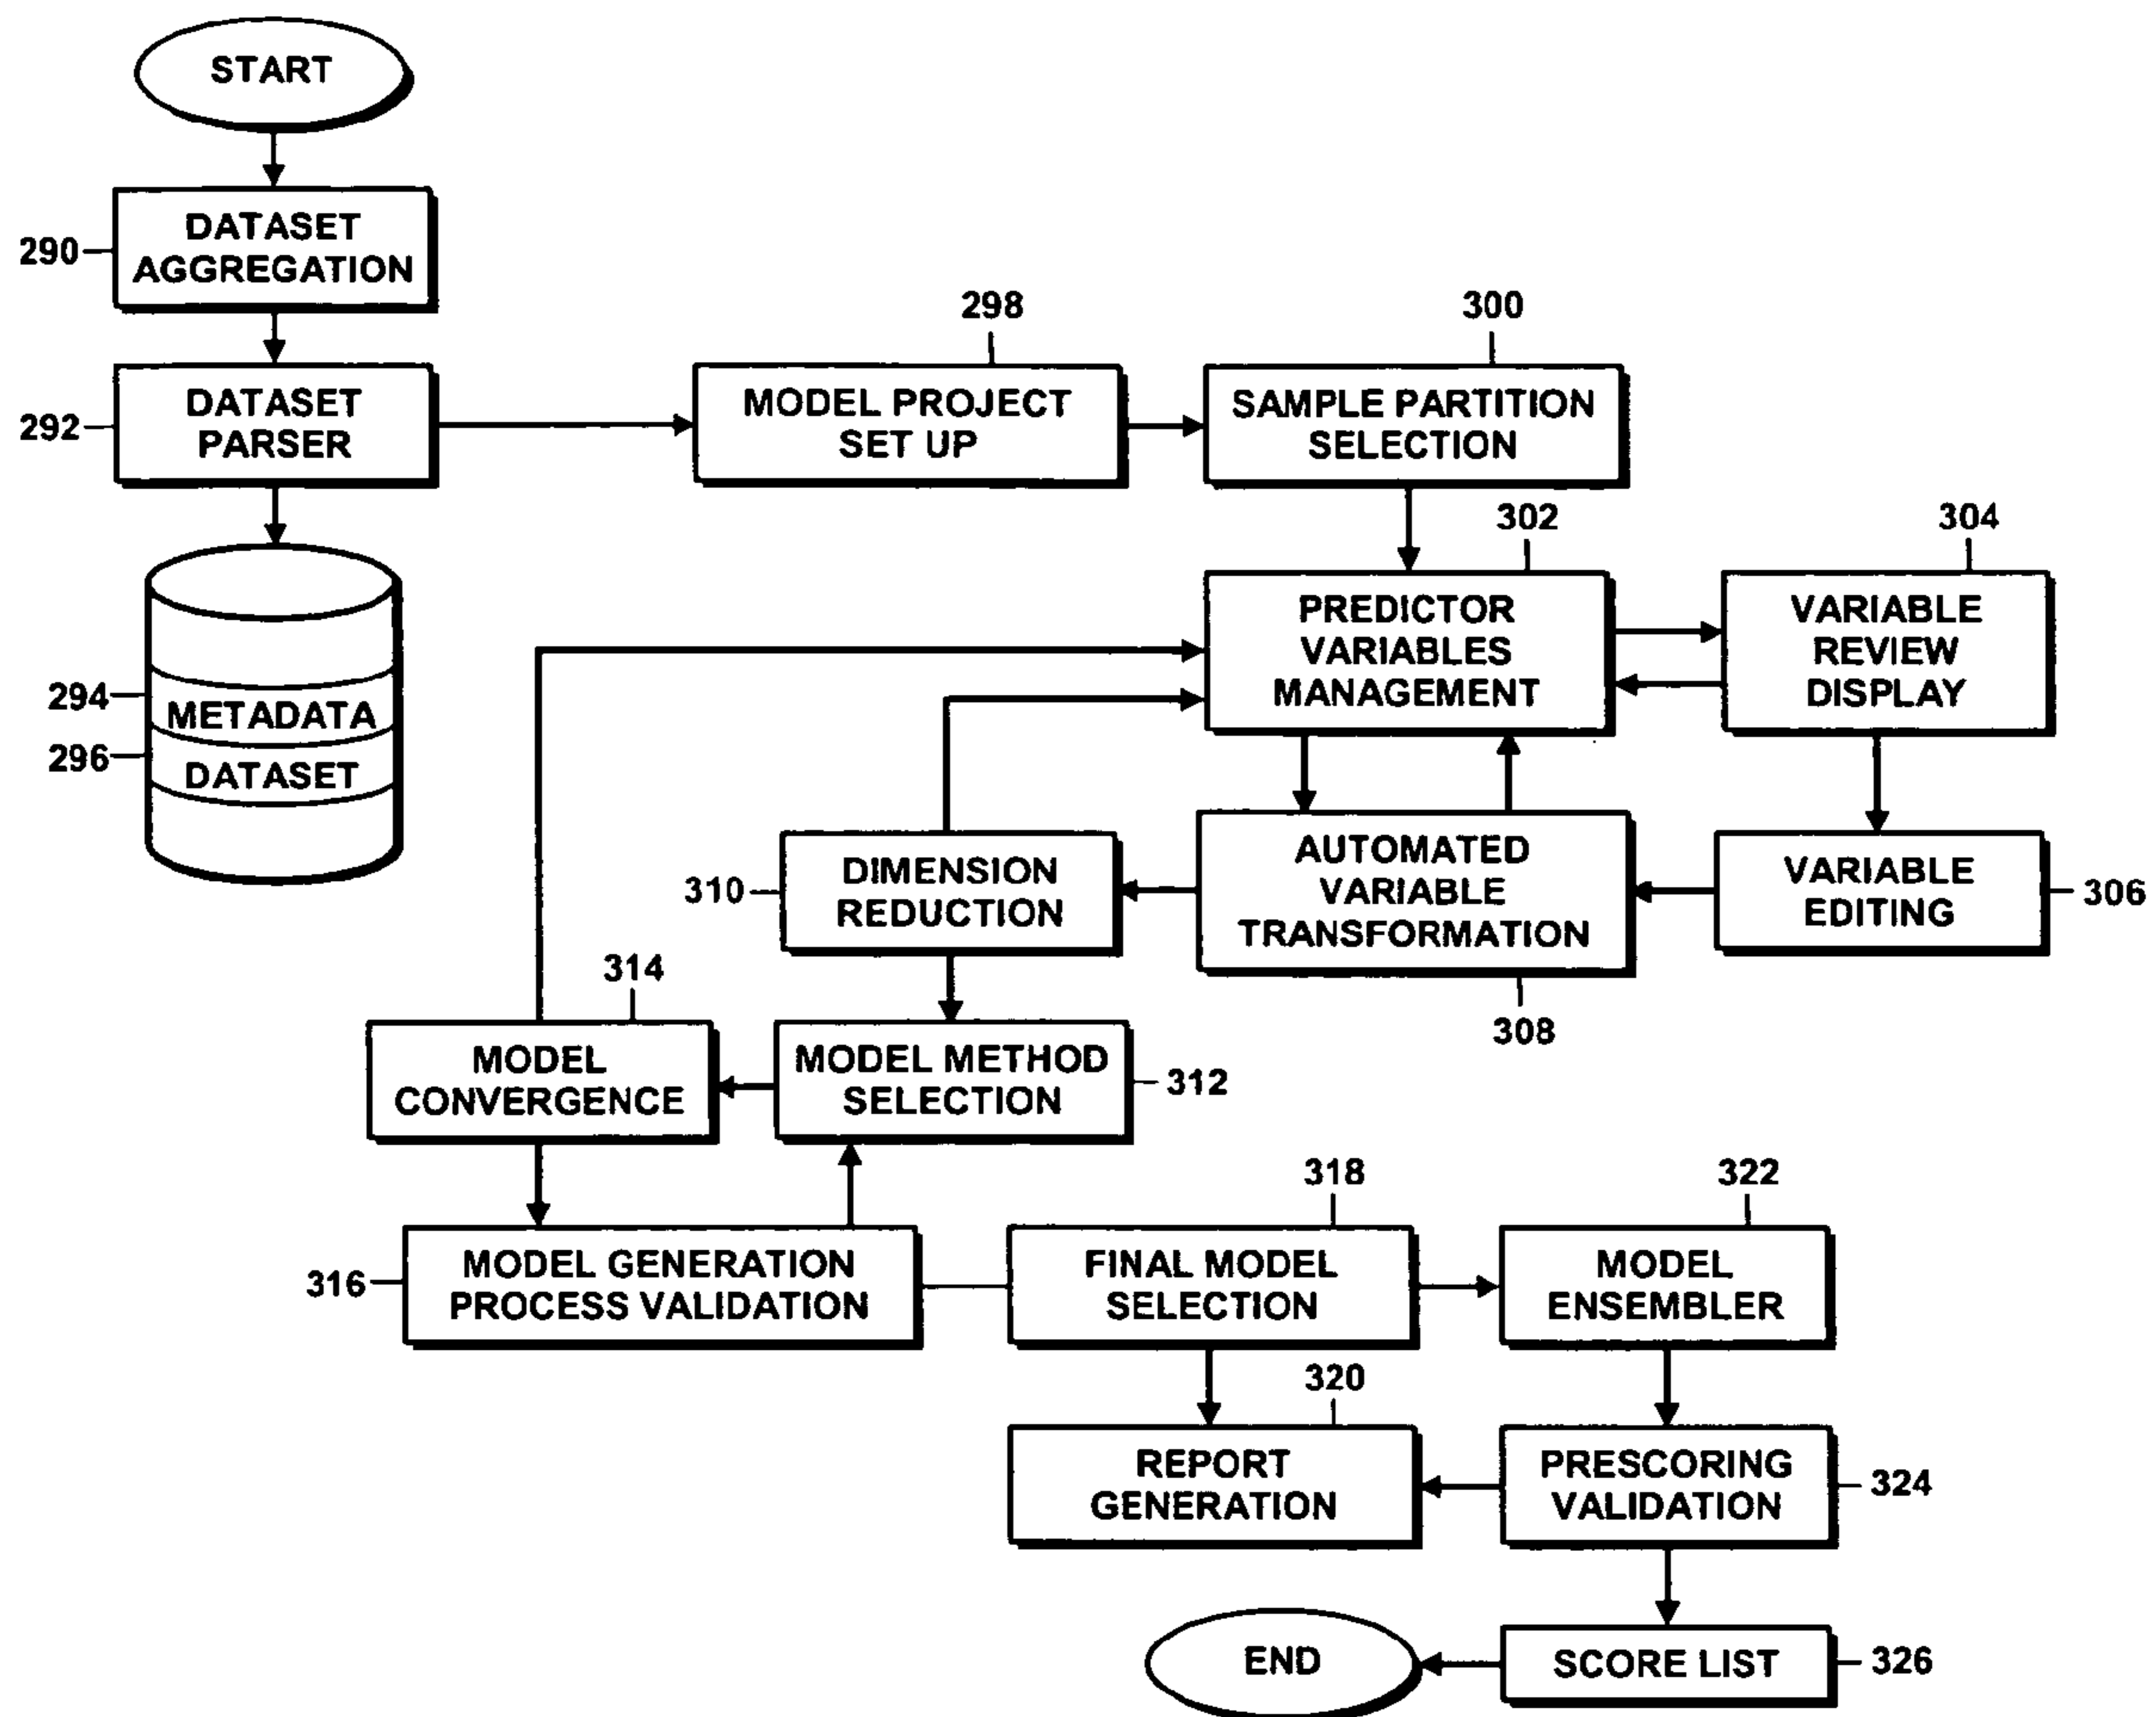 START
290
DATASET
AGGREGATION
292
DATASET
PARSER
298
MODEL PROJECT
SET UP
300
SAMPLE PARTITION
SELECTION
294
METADATA
296
DATASET
302
PREDICTOR
VARIABLES
MANAGEMENT
304
VARIABLE
REVIEW
DISPLAY
310
DIMENSION
REDUCTION
AUTOMATED
VARIABLE
TRANSFORMATION
308
VARIABLE
EDITING
306
314
MODEL
CONVERGENCE
MODEL METHOD
SELECTION
312
316
MODEL GENERATION
PROCESS VALIDATION
318
FINAL MODEL
SELECTION
322
MODEL
ENSEMBLER
320
REPORT
GENERATION
PRESCORING
VALIDATION
324
END
SCORE LIST
326